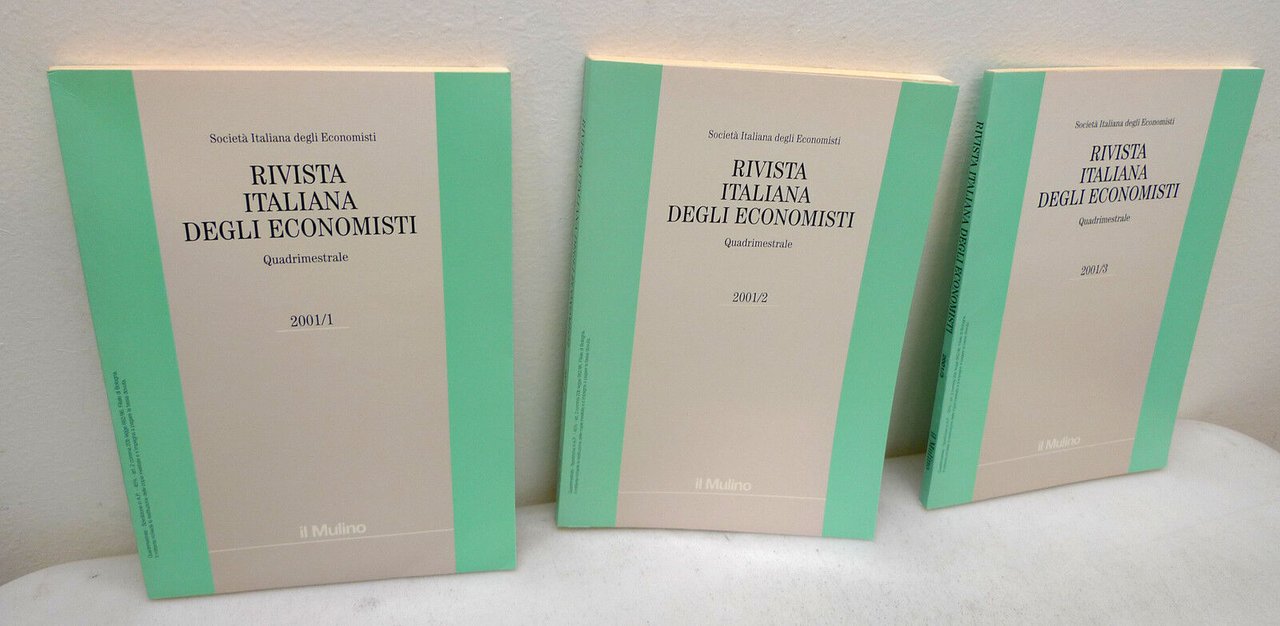 Società Italiana degli Economisti
RIVISTA
ITALIANA
DEGLI ECONOMISTI
Quadrimestrale
2001/1
il Mulino
Società Italiana degli Economisti
RIVISTA
ITALIANA
DEGLI ECONOMISTI
Quadrimestrale
2001/2
il Mulino
RIVISTA ITALIANA DEGLI ECONOMISTI
2001/3
il Mulino
Società Italiana degli Economisti
RIVISTA
ITALIANA
DEGLI ECONOMISTI
Quadrimestrale
2001/3
il Mulino